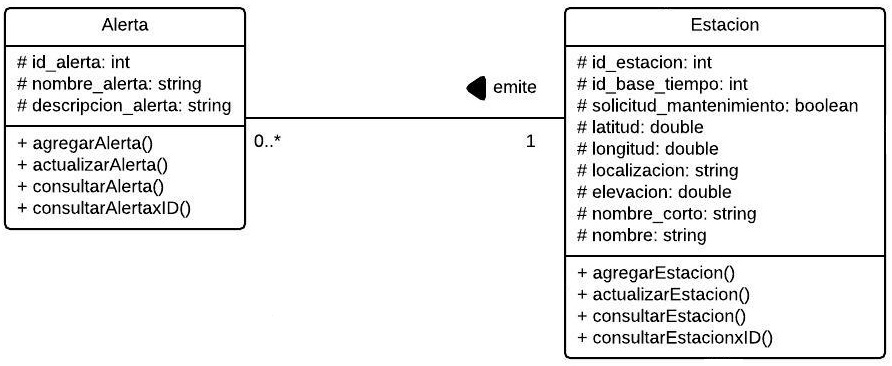 Alerta
# id_alerta: int
# nombre_alerta: string
# descripcion_alerta: string
+ agregarAlerta()
+ actualizarAlerta()
+ consultarAlerta()
+ consultarAlertaxID()
emite
0..*
1
Estacion
# id_estacion: int
# id_base_tiempo: int
# solicitud_mantenimiento: boolean
# latitud: double
# longitud: double
# localizacion: string
# elevacion: double
# nombre_corto: string
# nombre: string
+ agregarEstacion()
+ actualizarEstacion()
+ consultarEstacion()
+ consultarEstacionxID()